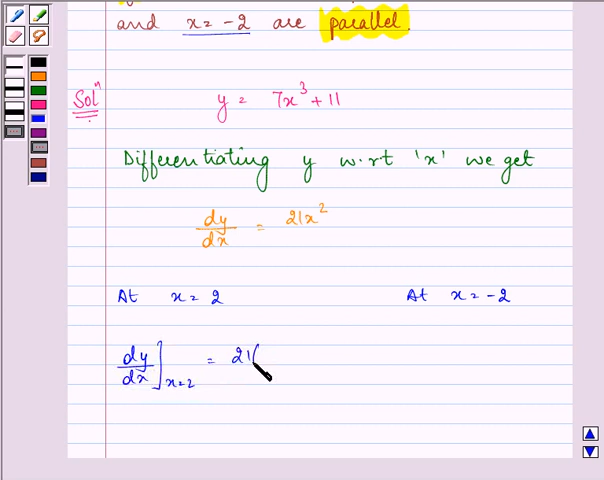 and x = -2 are parallel.
Solⁿ y = 7x³ + 11
Differentiating y w.r.t 'x' we get
dy/dx = 21x²
At x = 2 At x = -2
dy/dx]ₓ₌₂ = 21(